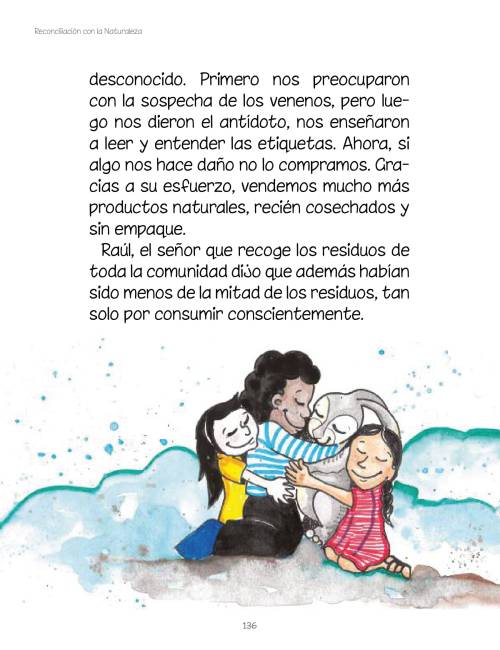 Reconciliación con la Naturaleza
desconocido. Primero nos preocuparon
con la sospecha de los venenos, pero lue-
go nos dieron el antídoto, nos enseñaron
a leer y entender las etiquetas. Ahora, si
algo nos hace daño no lo compramos. Gra-
cias a su esfuerzo, vendemos mucho más
productos naturales, recién cosechados y
sin empaque.
Raúl, el señor que recoge los residuos de
toda la comunidad dijo que además habían
sido menos de la mitad de los residuos, tan
solo por consumir conscientemente.
136